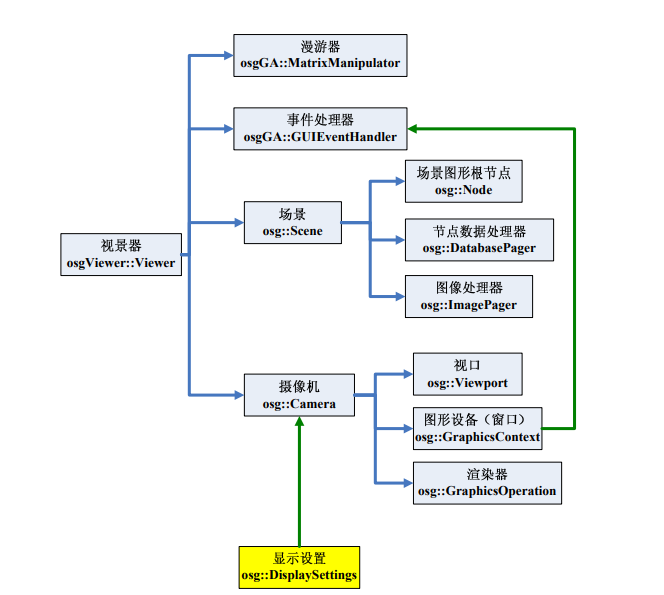 漫游器
osgGA::MatrixManipulator
事件处理器
osgGA::GUIEventHandler
场景图形根节点
osg::Node
场景
osg::Scene
节点数据处理器
osg::DatabasePager
视景器
osgViewer::Viewer
图像处理器
osg::ImagePager
视口
osg::Viewport
摄像机
osg::Camera
图形设备（窗口）
osg::GraphicsContext
渲染器
osg::GraphicsOperation
显示设置
osg::DisplaySettings